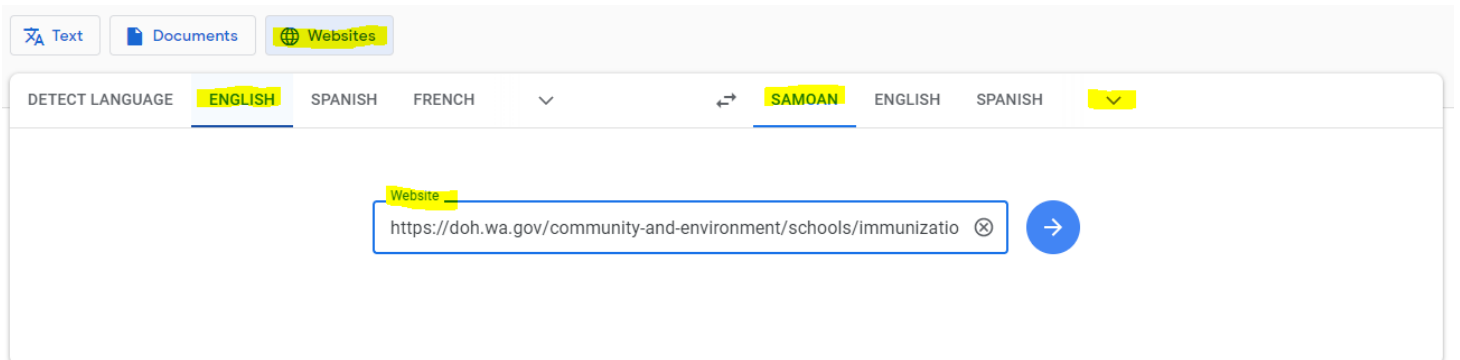 Text Documents Websites
DETECT LANGUAGE ENGLISH SPANISH FRENCH SAMOAN ENGLISH SPANISH
Website
https://doh.wa.gov/community-and-environment/schools/immunizatio